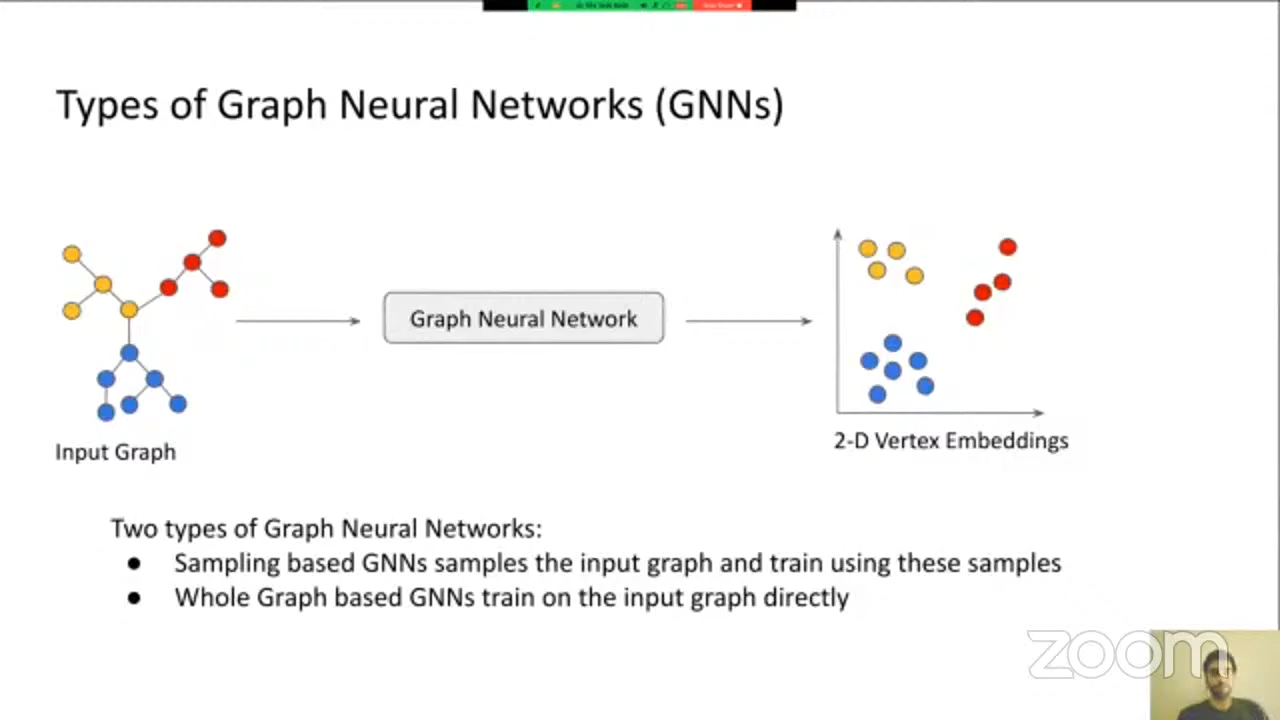 Types of Graph Neural Networks (GNNs)
Graph Neural Network
Input Graph
2-D Vertex Embeddings
Two types of Graph Neural Networks:
● Sampling based GNNs samples the input graph and train using these samples
● Whole Graph based GNNs train on the input graph directly
zoom